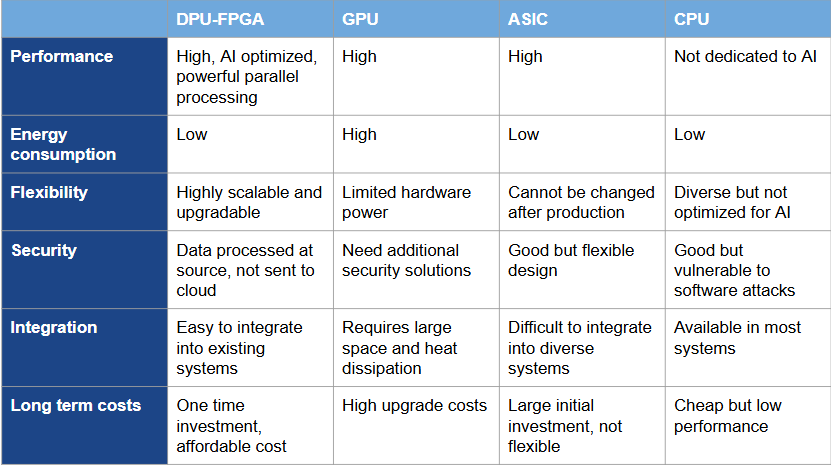 DPU-FPGA GPU ASIC CPU
Performance High, AI optimized, High High Not dedicated to AI
powerful parallel
processing
Energy Low High Low Low
consumption
Flexibility Highly scalable and Limited hardware Cannot be changed Diverse but not
upgradable power after production optimized for AI
Security Data processed at Need additional Good but flexible Good but
source, not sent to security solutions design vulnerable to
cloud software attacks
Integration Easy to integrate Requires large Difficult to integrate Available in most
into existing space and heat into diverse systems
systems dissipation systems
Long term costs One time High upgrade costs Large initial Cheap but low
investment, investment, not performance
affordable cost flexible